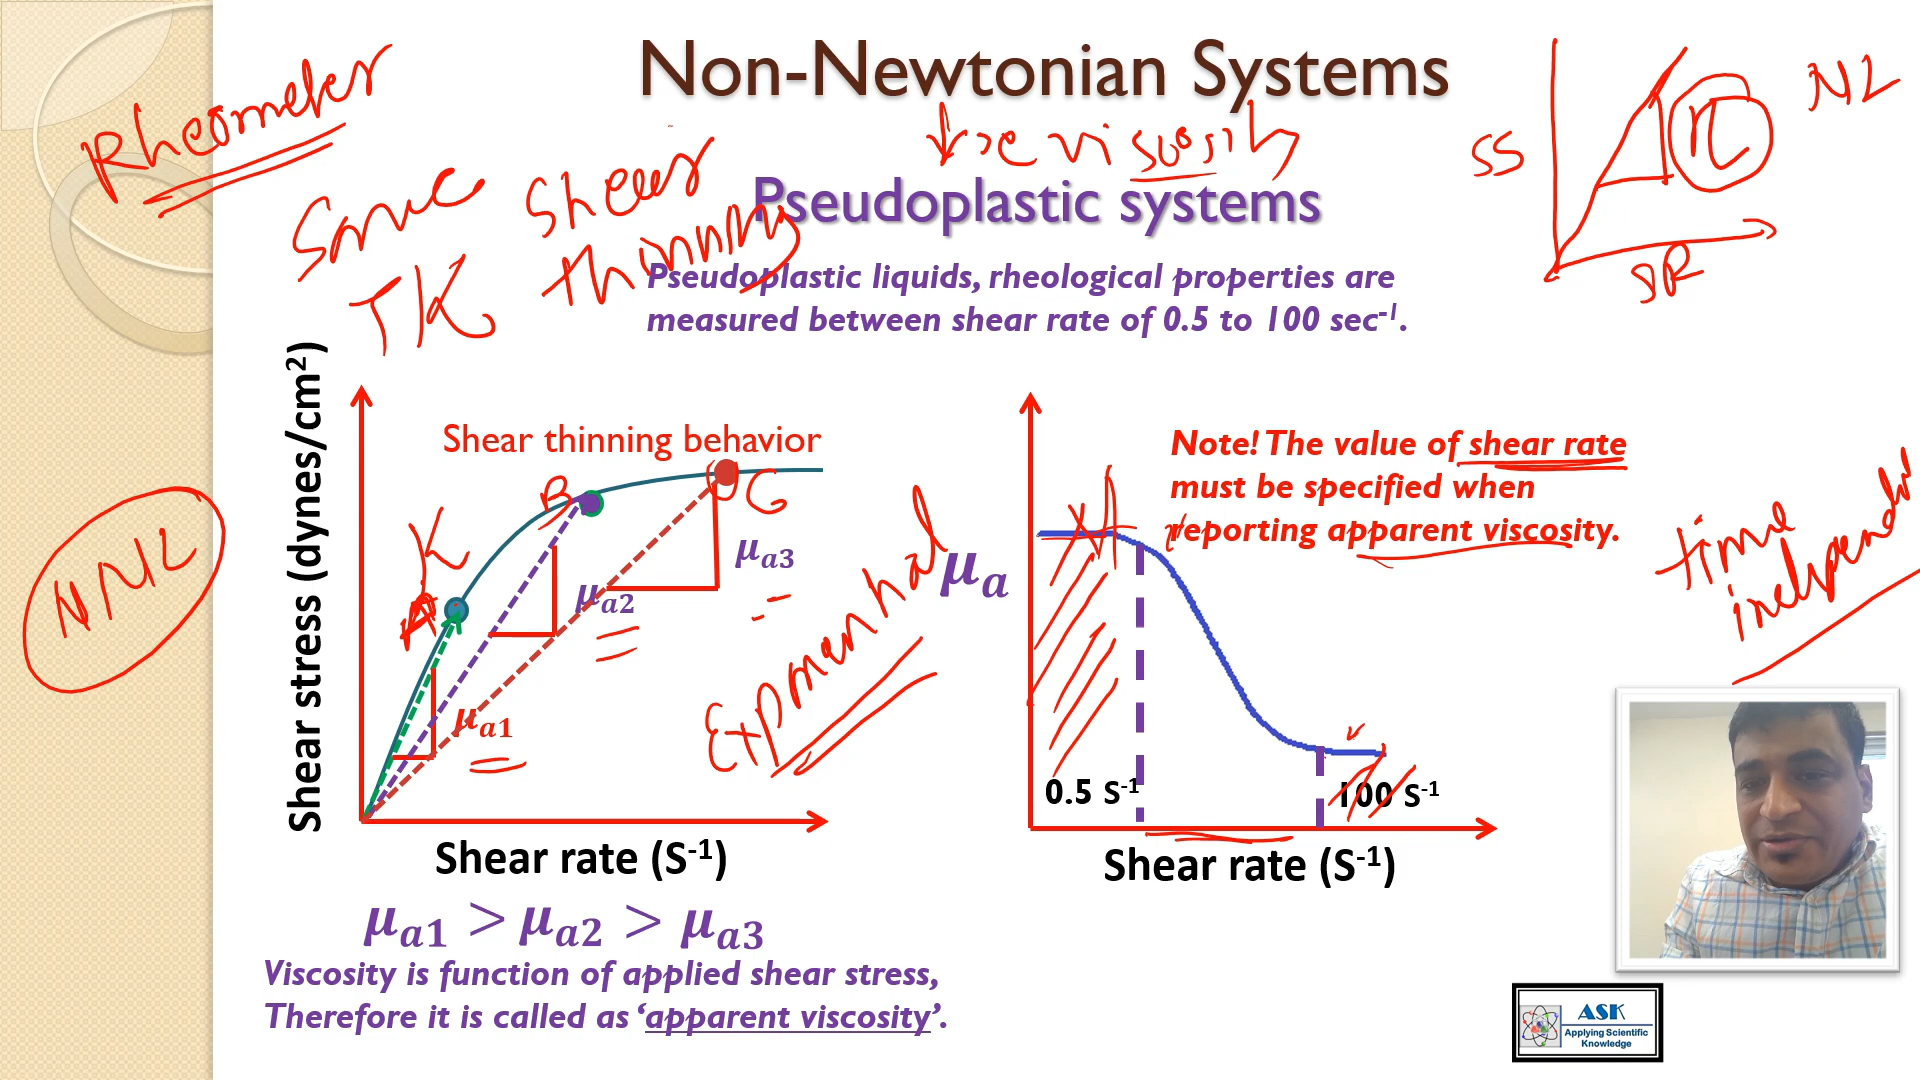 Non-Newtonian Systems
Rheometer
↓se viscosity
NL
SS
η
SR
Same
TK
Shear
thinning
Pseudoplastic systems
Pseudoplastic liquids, rheological properties are
measured between shear rate of 0.5 to 100 sec-1.
Shear stress (dynes/cm2)
Shear thinning behavior
B
C
K
A
μa1
μa2
μa3
Shear rate (S-1)
NNL
μa1 > μa2 > μa3
Viscosity is function of applied shear stress,
Therefore it is called as ‘apparent viscosity’.
μa
Note! The value of shear rate
must be specified when
reporting apparent viscosity.
time
0.5 S-1
100 S-1
Shear rate (S-1)
ASK
Applying Scientific
Knowledge